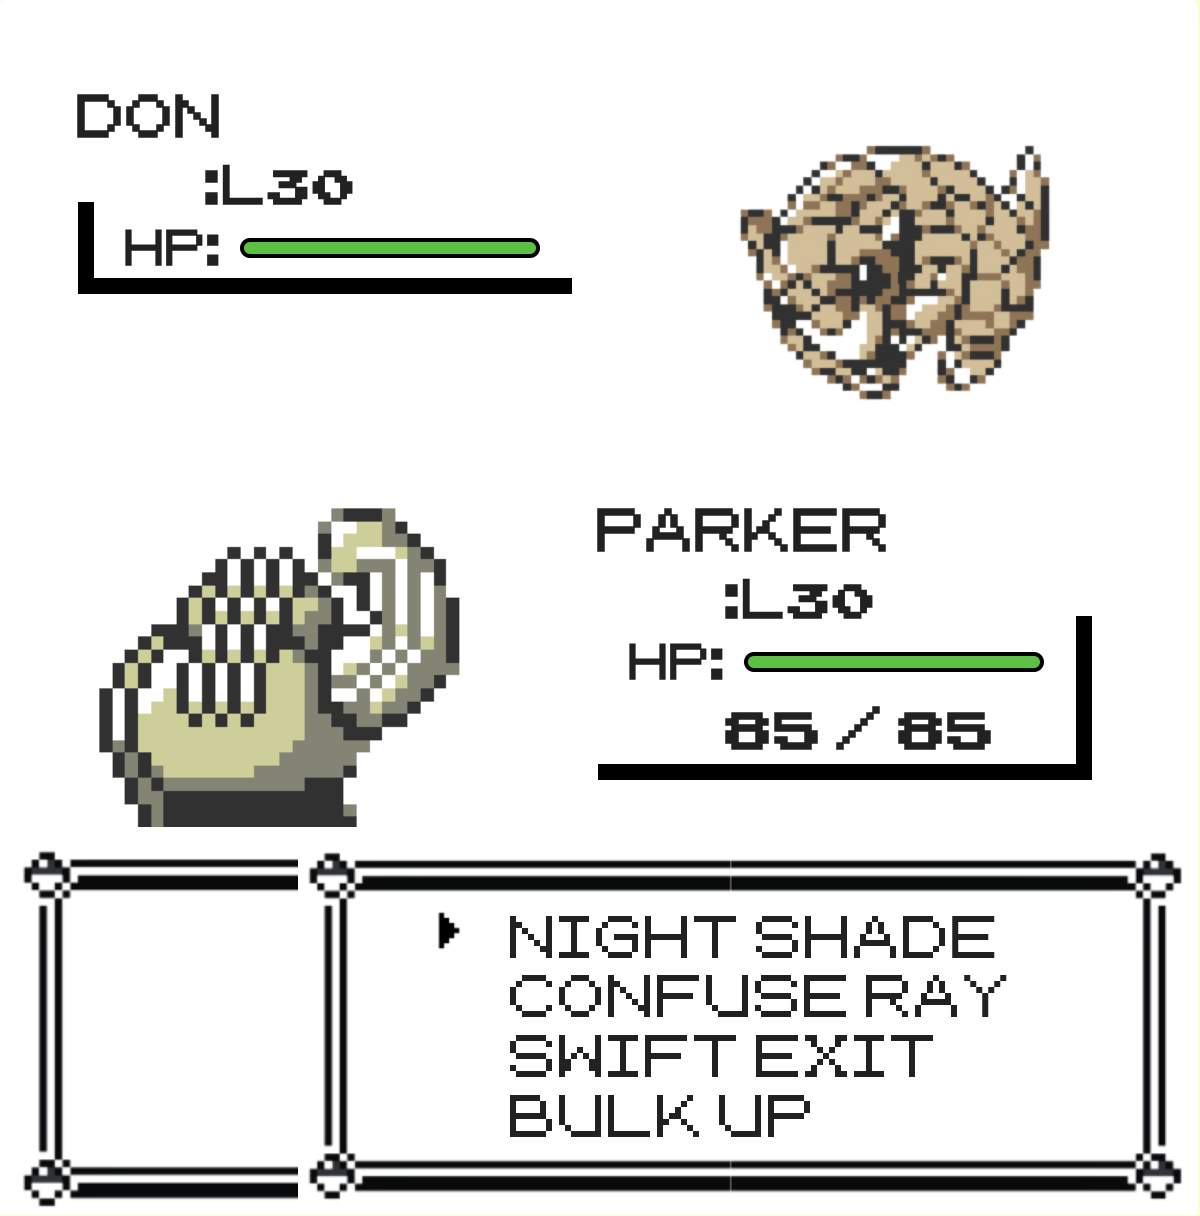 DON
:L30
HP:
PARKER
:L30
HP:
85 / 85
NIGHT SHADE
CONFUSE RAY
SWIFT EXIT
BULK UP